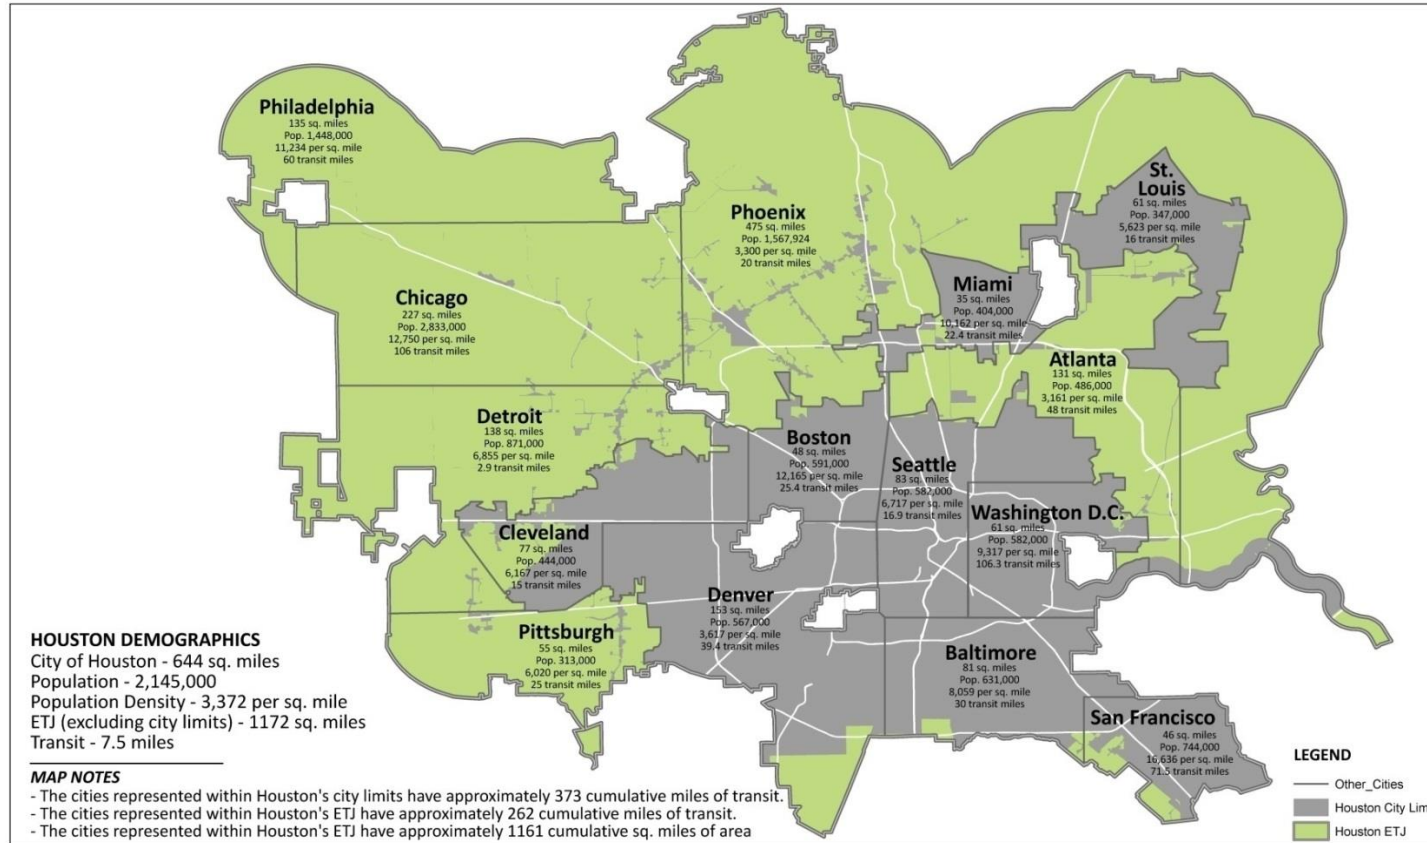 Philadelphia
135 sq. miles
Pop. 1,448,000
11,234 per sq. mile
60 transit miles
Phoenix
475 sq. miles
Pop. 1,567,924
3,300 per sq. mile
20 transit miles
St.
Louis
61 sq. miles
Pop. 347,000
5,623 per sq. mile
16 transit miles
Chicago
227 sq. miles
Pop. 2,833,000
12,750 per sq. mile
106 transit miles
Miami
35 sq. miles
Pop. 404,000
10,162 per sq. mile
22.4 transit miles
Atlanta
131 sq. miles
Pop. 486,000
3,161 per sq. mile
48 transit miles
Detroit
138 sq. miles
Pop. 871,000
6,855 per sq. mile
2.9 transit miles
Boston
48 sq. miles
Pop. 591,000
12,165 per sq. mile
25.4 transit miles
Seattle
83 sq. miles
Pop. 582,000
6,717 per sq. mile
16.9 transit miles
Washington D.C.
61 sq. miles
Pop. 582,000
9,317 per sq. mile
106.3 transit miles
Cleveland
77 sq. miles
Pop. 444,000
6,167 per sq. mile
15 transit miles
Denver
153 sq. miles
Pop. 567,000
3,617 per sq. mile
39.4 transit miles
Pittsburgh
55 sq. miles
Pop. 313,000
6,020 per sq. mile
25 transit miles
Baltimore
81 sq. miles
Pop. 631,000
8,059 per sq. mile
30 transit miles
San Francisco
46 sq. miles
Pop. 744,000
16,636 per sq. mile
71.5 transit miles
HOUSTON DEMOGRAPHICS
City of Houston - 644 sq. miles
Population - 2,145,000
Population Density - 3,372 per sq. mile
ETJ (excluding city limits) - 1172 sq. miles
Transit - 7.5 miles
MAP NOTES
- The cities represented within Houston's city limits have approximately 373 cumulative miles of transit.
- The cities represented within Houston's ETJ have approximately 262 cumulative miles of transit.
- The cities represented within Houston's ETJ have approximately 1161 cumulative sq. miles of area
LEGEND
Other_Cities
Houston City Lim
Houston ETJ